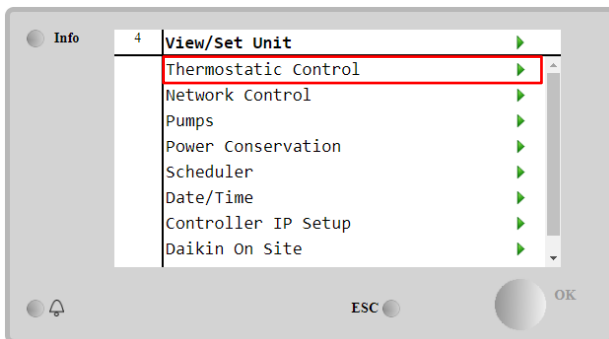 Info
4 View/Set Unit
Thermostatic Control
Network Control
Pumps
Power Conservation
Scheduler
Date/Time
Controller IP Setup
Daikin On Site
ESC
OK